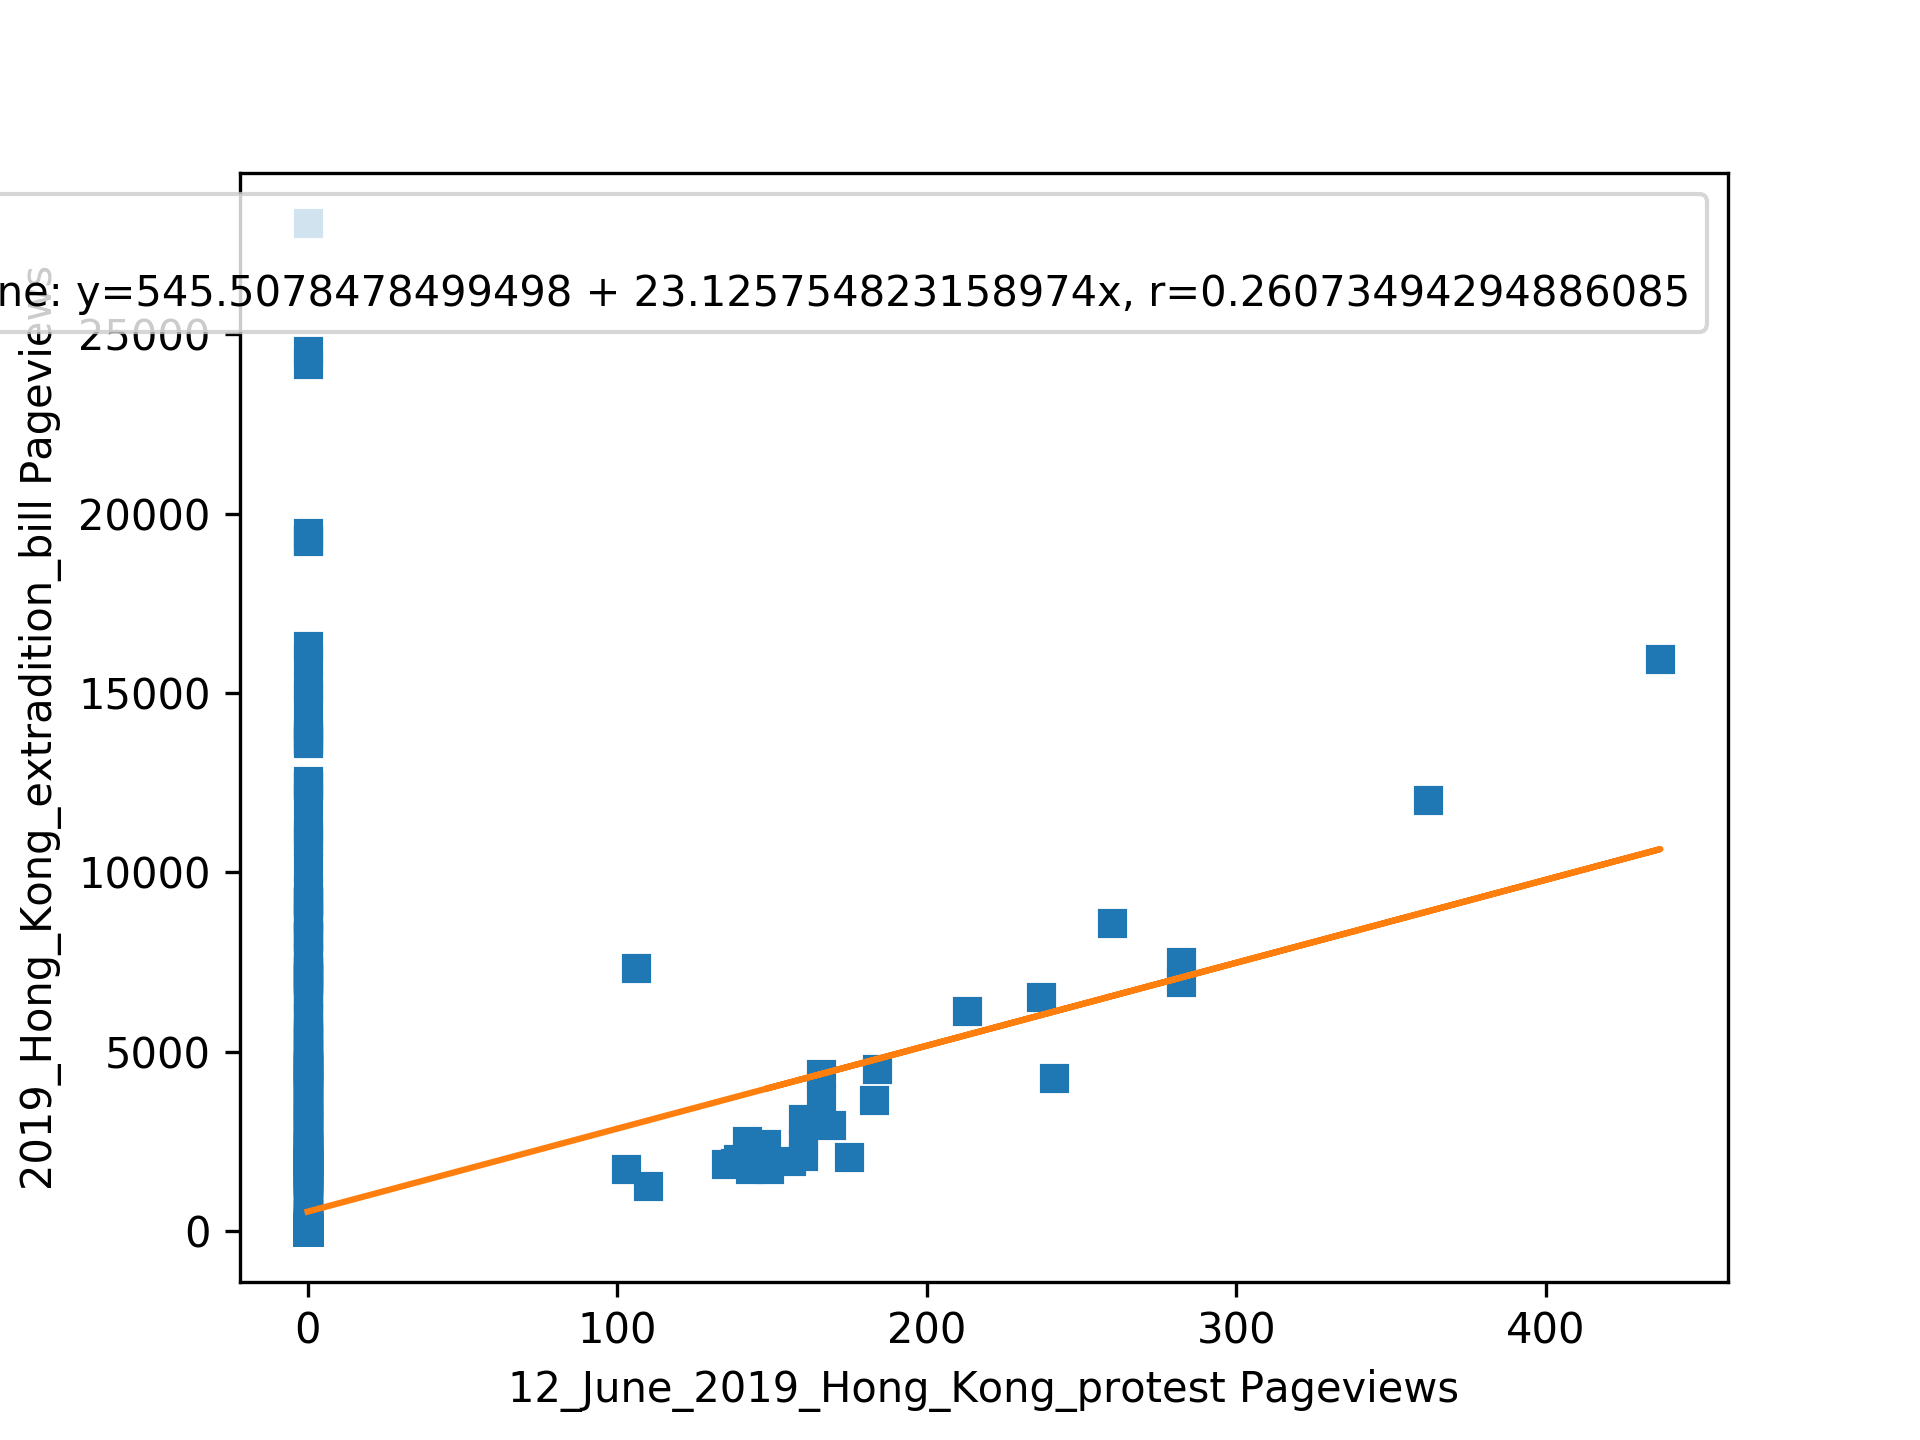 ne: y=545.5078478499498 + 23.125754823158974x, r=0.26073494294886085
2019_Hong_Kong_extradition_bill Pageviews
25000
20000
15000
10000
5000
0
0 100 200 300 400
12_June_2019_Hong_Kong_protest Pageviews